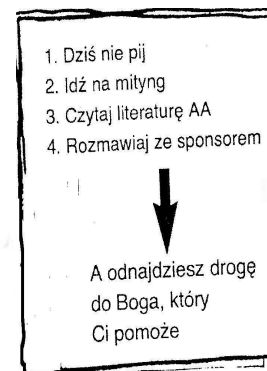 1. Dziś nie pij
2. Idź na mityng
3. Czytaj literaturę AA
4. Rozmawiaj ze sponsorem
A odnajdziesz drogę
do Boga, który
Ci pomoże